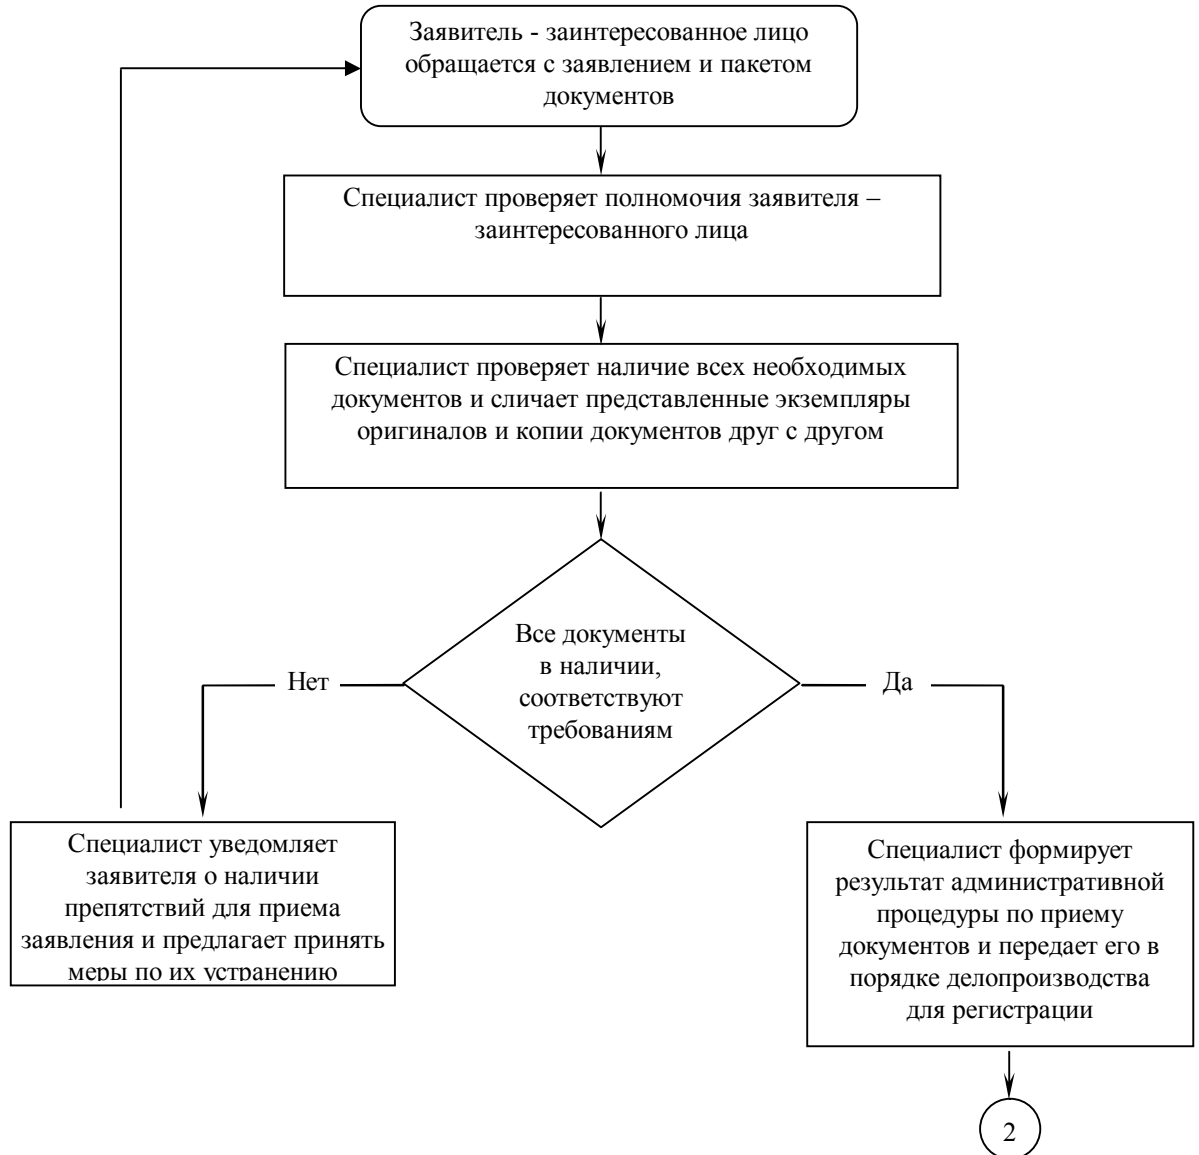 Заявитель - заинтересованное лицо
обращается с заявлением и пакетом
документов
Специалист проверяет полномочия заявителя –
заинтересованного лица
Специалист проверяет наличие всех необходимых
документов и сличает представленные экземпляры
оригиналов и копии документов друг с другом
Все документы
в наличии,
соответствуют
требованиям
Нет
Да
Специалист уведомляет
заявителя о наличии
препятствий для приема
заявления и предлагает принять
меры по их устранению
Специалист формирует
результат административной
процедуры по приему
документов и передает его в
порядке делопроизводства
для регистрации
2